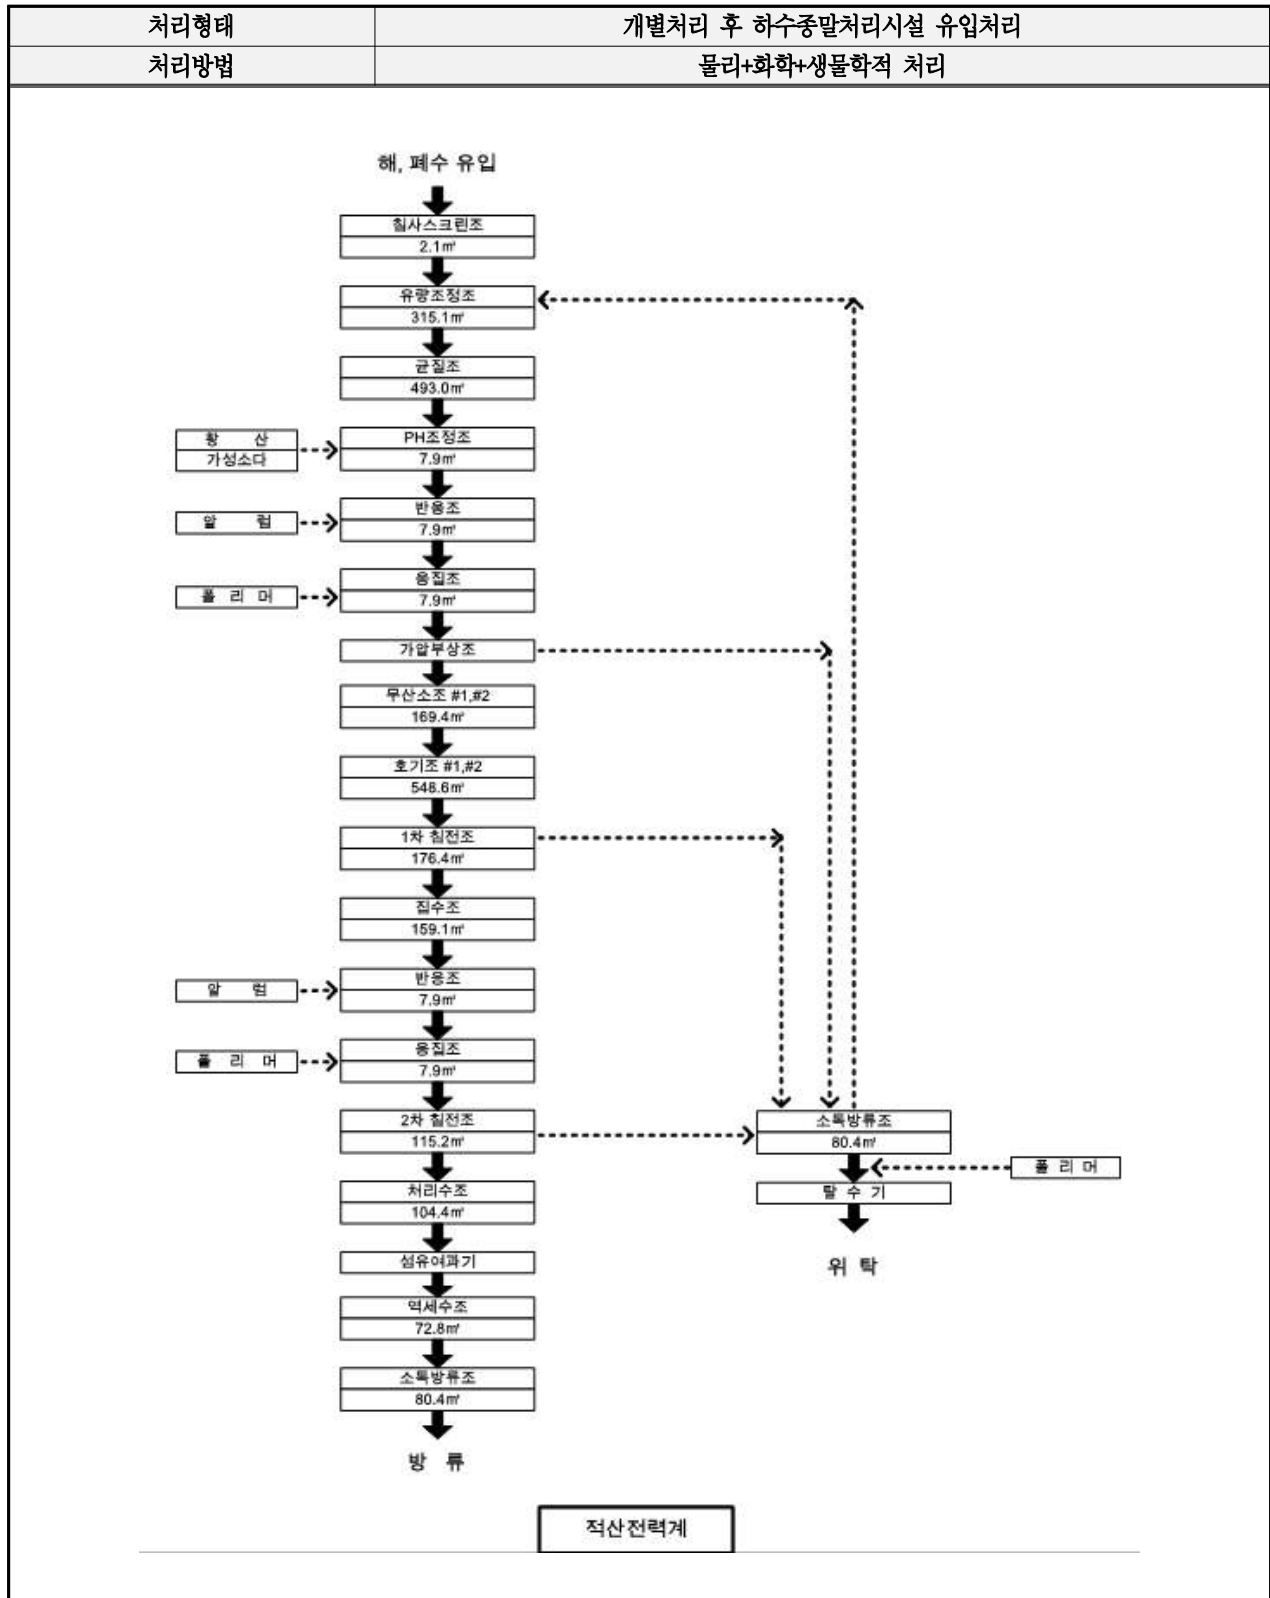 처리형태 개별처리 후 하수종말처리시설 유입처리
처리방법 물리+화학+생물학적 처리
해, 폐수 유입
침사스크린조
2.1㎥
유량조정조
315.1㎥
균질조
493.0㎥
황 산
가성소다
PH조정조
7.9㎥
알 럼
반응조
7.9㎥
폴 리 머
응집조
7.9㎥
가압부상조
무산소조 #1,#2
169.4㎥
호기조 #1,#2
548.6㎥
1차 침전조
176.4㎥
집수조
159.1㎥
알 럼
반응조
7.9㎥
폴 리 머
응집조
7.9㎥
2차 침전조
115.2㎥
소독방류조
80.4㎥
폴 리 머
탈 수 기
위 탁
처리수조
104.4㎥
섬유여과기
역세수조
72.8㎥
소독방류조
80.4㎥
방 류
적산전력계